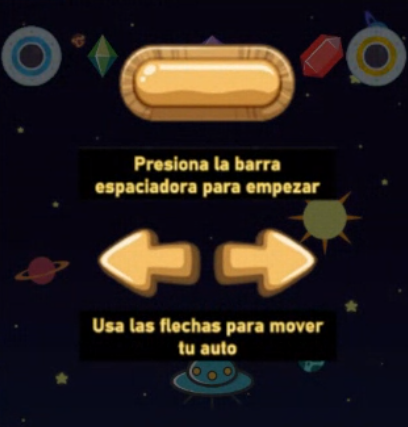 Presiona la barra
espaciadora para empezar
Usa las flechas para mover
tu auto